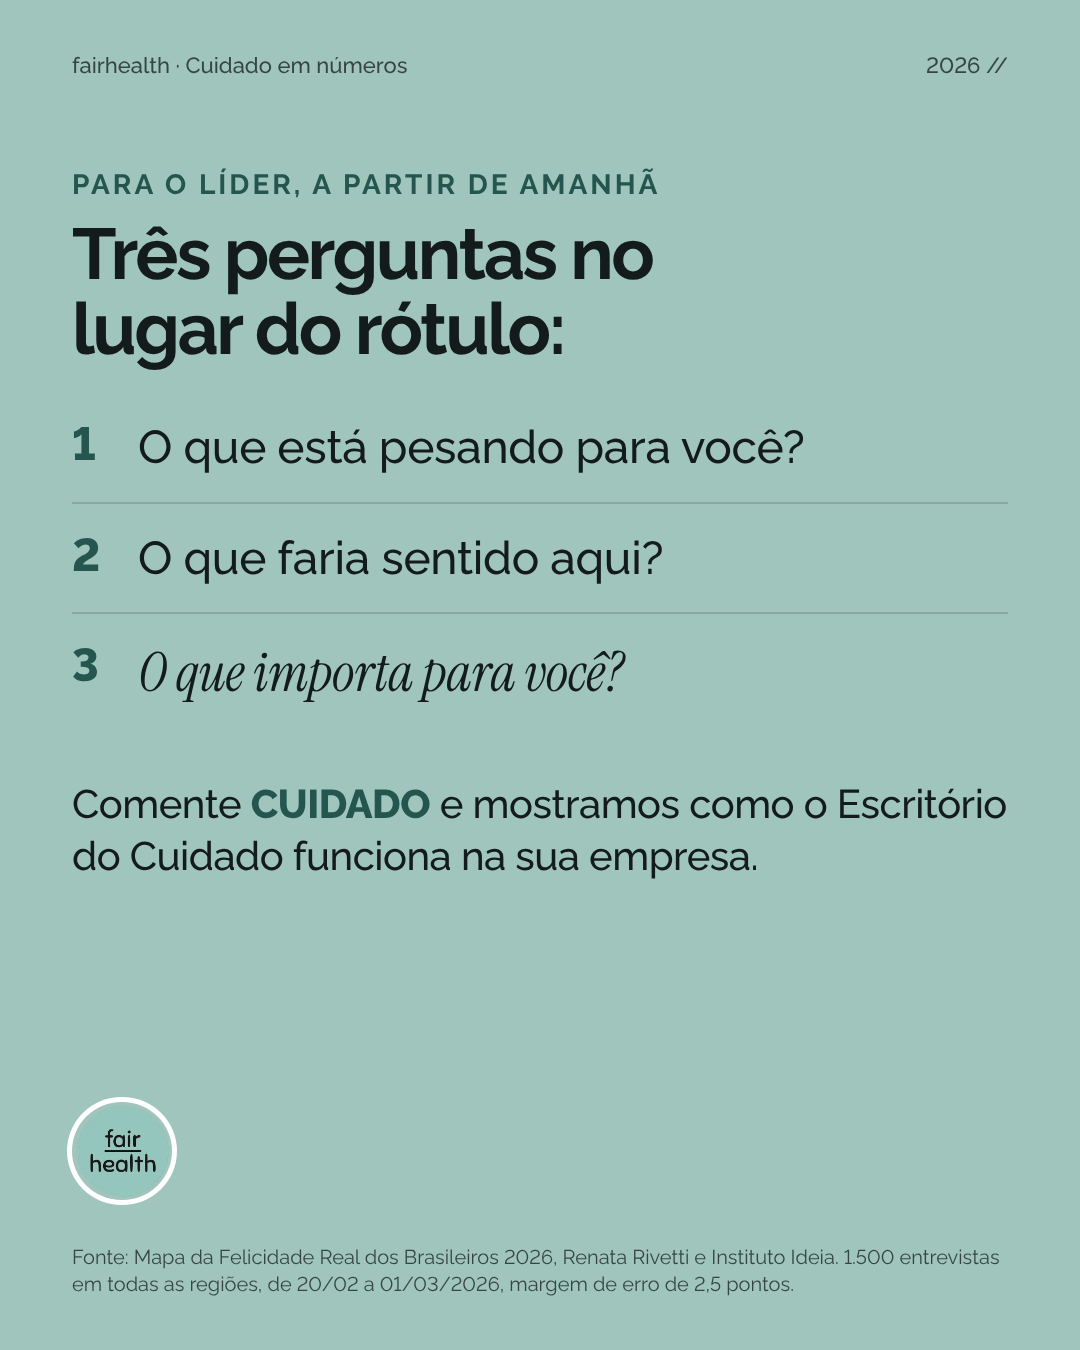 fairhealth · Cuidado em números
2026 //
PARA O LÍDER, A PARTIR DE AMANHÃ
Três perguntas no
lugar do rótulo:
1 O que está pesando para você?
2 O que faria sentido aqui?
3 O que importa para você?
Comente CUIDADO e mostramos como o Escritório
do Cuidado funciona na sua empresa.
fair
health
Fonte: Mapa da Felicidade Real dos Brasileiros 2026, Renata Rivetti e Instituto Ideia. 1.500 entrevistas
em todas as regiões, de 20/02 a 01/03/2026, margem de erro de 2,5 pontos.